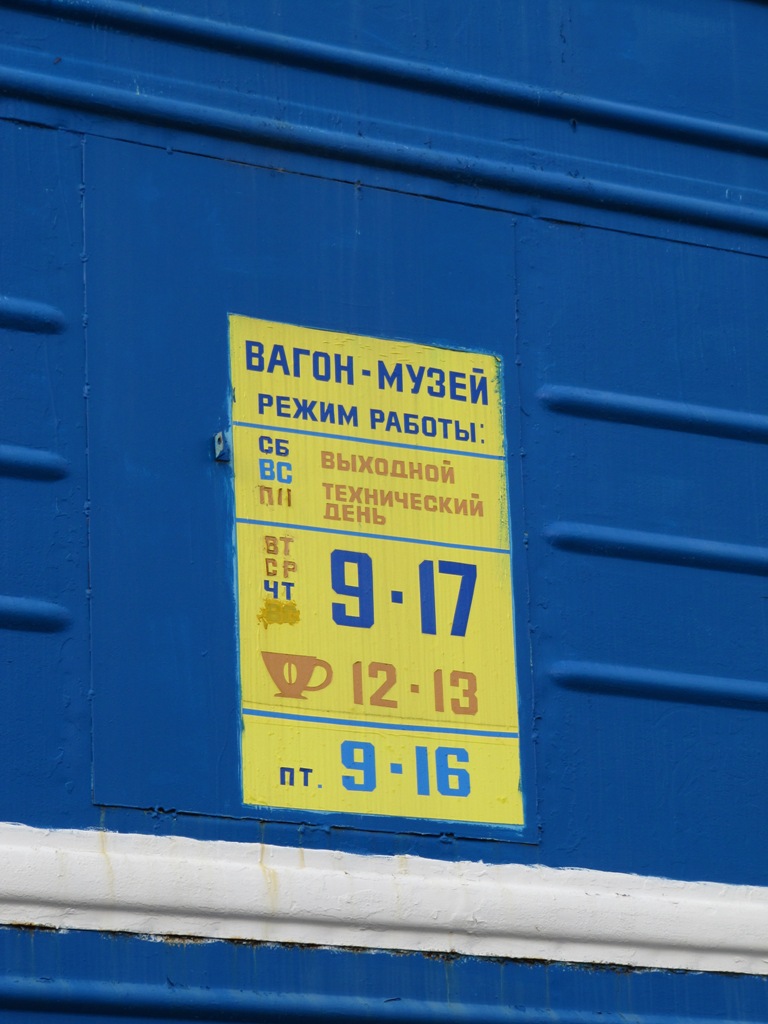 ВАГОН-МУЗЕЙ
РЕЖИМ РАБОТЫ:
СБ
ВС ВЫХОДНОЙ
ПН ТЕХНИЧЕСКИЙ
ДЕНЬ
ВТ
СР
ЧТ
9-17
12-13
ПТ. 9-16